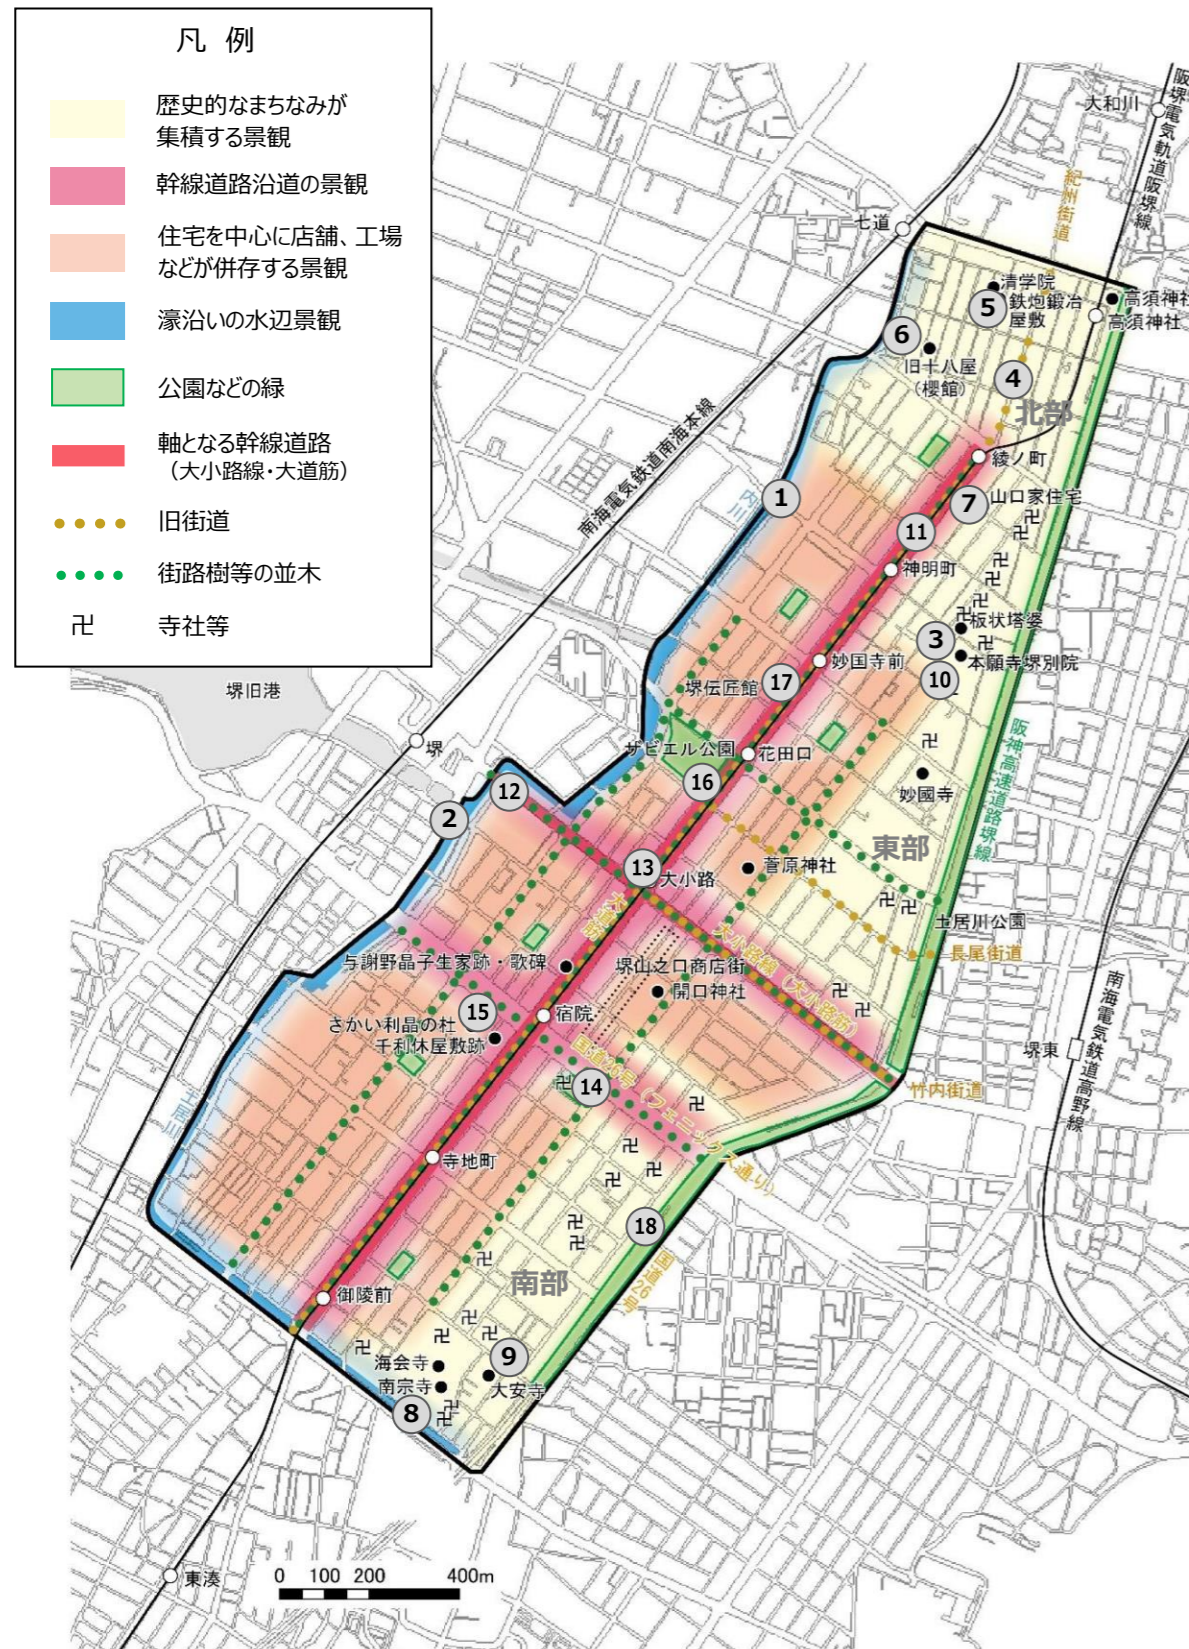 凡 例
歴史的なまちなみが
集積する景観
幹線道路沿道の景観
住宅を中心に店舗、工場
などが併存する景観
濠沿いの水辺景観
公園などの緑
軸となる幹線道路
(大小路線・大道筋)
旧街道
街路樹等の並木
卍 寺社等
大和川
阪堺電気軌道阪堺線
紀州街道
七道
清学院
鉄炮鍛冶
屋敷
5
高須神社
高須神社
6
旧十八屋
(櫻館)
4
北部
南海電気鉄道南海本線
綾ノ町
1
内川
7
山口家住宅
11
神明町
板状塔婆
3
本願寺堺別院
10
妙国寺前
17
堺伝匠館
堺旧港
堺
ザビエル公園
花田口
16
妙國寺
阪神高速道路堺線
12
2
東部
13
大小路
菅原神社
大道筋
土居川公園
長尾街道
大小路線(大小路筋)
与謝野晶子生家跡・歌碑
堺山之口商店街
開口神社
南海電気鉄道高野線
15
宿院
さかい利晶の杜
千利休屋敷跡
堺東
国道26号(フェニックス通り)
14
竹内街道
土居川
寺地町
18
国道26号
南部
御陵前
9
海会寺
南宗寺
大安寺
8
東湊
0 100 200 400m